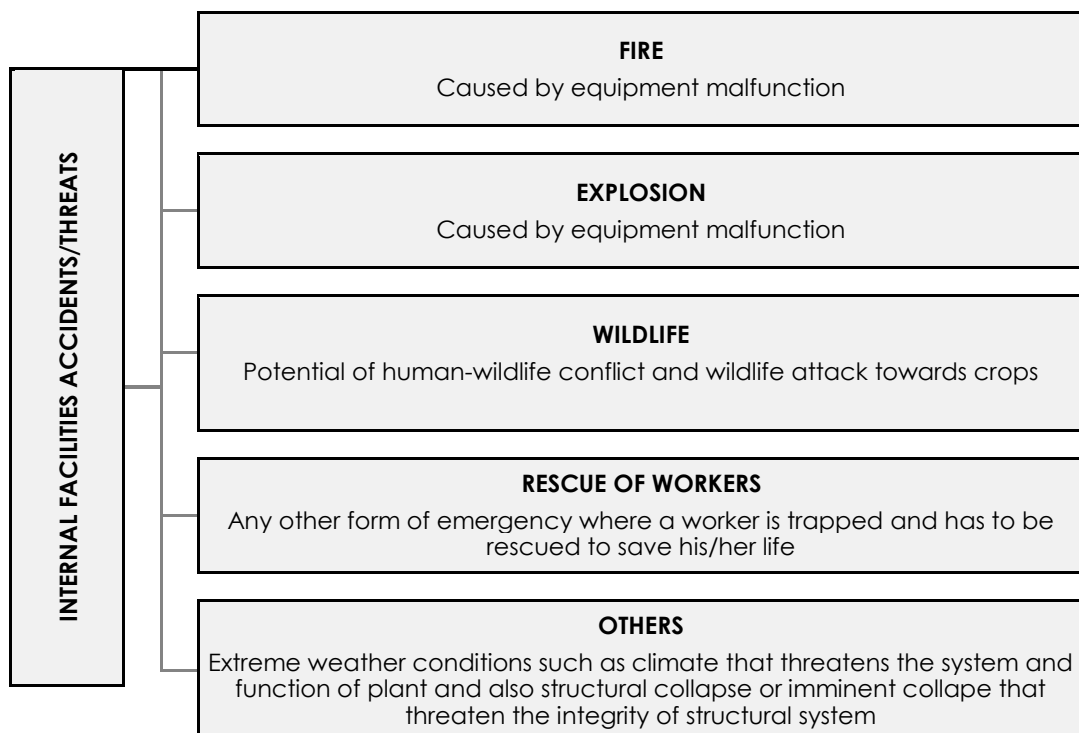 INTERNAL FACILITIES ACCIDENTS/THREATS
FIRE
Caused by equipment malfunction
EXPLOSION
Caused by equipment malfunction
WILDLIFE
Potential of human-wildlife conflict and wildlife attack towards crops
RESCUE OF WORKERS
Any other form of emergency where a worker is trapped and has to be
rescued to save his/her life
OTHERS
Extreme weather conditions such as climate that threatens the system and
function of plant and also structural collapse or imminent collape that
threaten the integrity of structural system